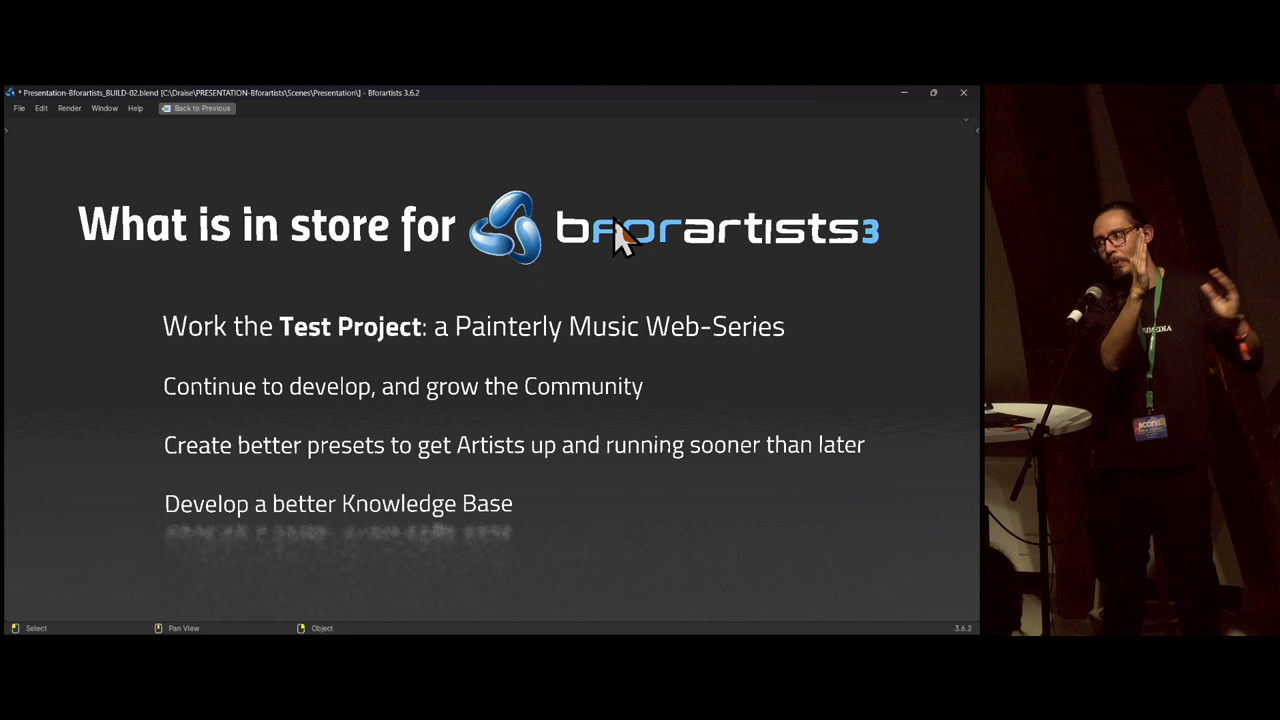 * Presentation-Bforartists_BUILD-02.blend [C:\Draise\PRESENTATION-Bforartists\Scenes\Presentation\] - Bforartists 3.6.2
File Edit Render Window Help Back to Previous
What is in store for bforartists3
Work the Test Project: a Painterly Music Web-Series
Continue to develop, and grow the Community
Create better presets to get Artists up and running sooner than later
Develop a better Knowledge Base
Select Pan View Object 3.6.2
BCON